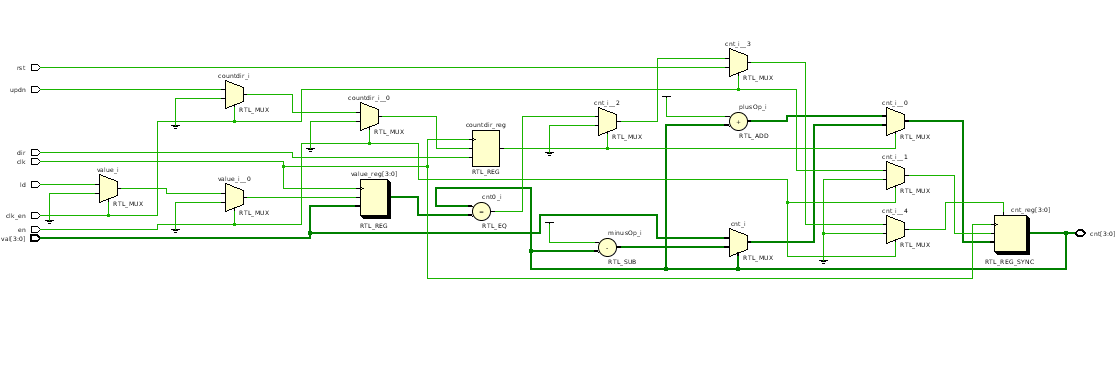 cnt_i__3
rst
RTL_MUX
countdir_i
updn
RTL_MUX
countdir_i__0
RTL_MUX
cnt_i__2
RTL_MUX
plusOp_i
+
RTL_ADD
cnt_i__0
RTL_MUX
countdir_reg
RTL_REG
dir
clk
cnt_i__1
RTL_MUX
value_i
ld
RTL_MUX
value_i__0
RTL_MUX
value_reg[3:0]
RTL_REG
cnt0_i
=
RTL_EQ
clk_en
en
val[3:0]
minusOp_i
-
RTL_SUB
cnt_i
RTL_MUX
cnt_i__4
RTL_MUX
cnt_reg[3:0]
RTL_REG_SYNC
cnt[3:0]